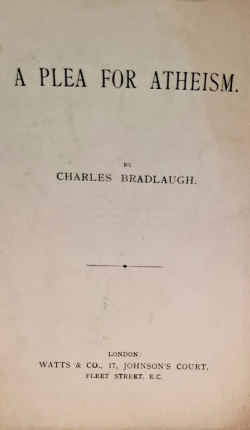 A PLEA FOR ATHEISM.
BY
CHARLES BRADLAUGH.
LONDON:
WATTS & CO., 17, JOHNSON'S COURT,
FLEET STREET, E.C.